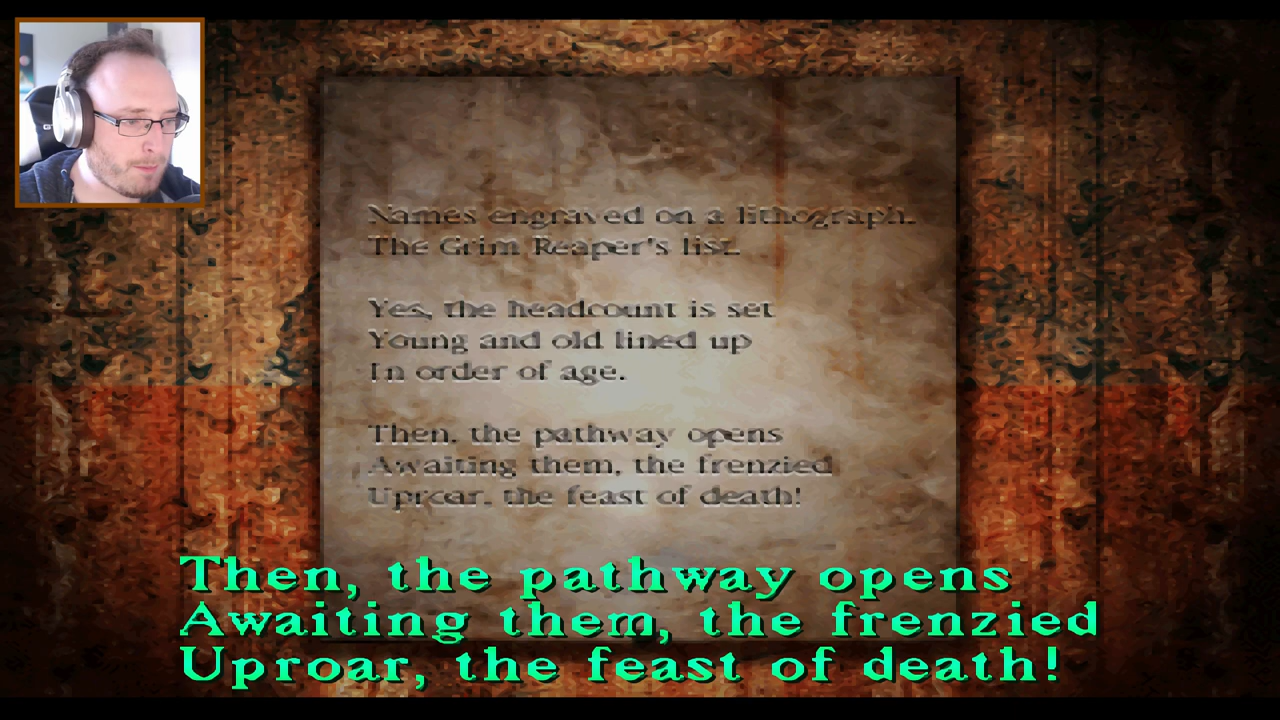 Names engraved on a lithograph.
The Grim Reaper's list.
Yes, the headcount is set
Young and old lined up
In order of age.
Then, the pathway opens
Awaiting them, the frenzied
Uproar, the feast of death!
Then, the pathway opens
Awaiting them, the frenzied
Uproar, the feast of death!